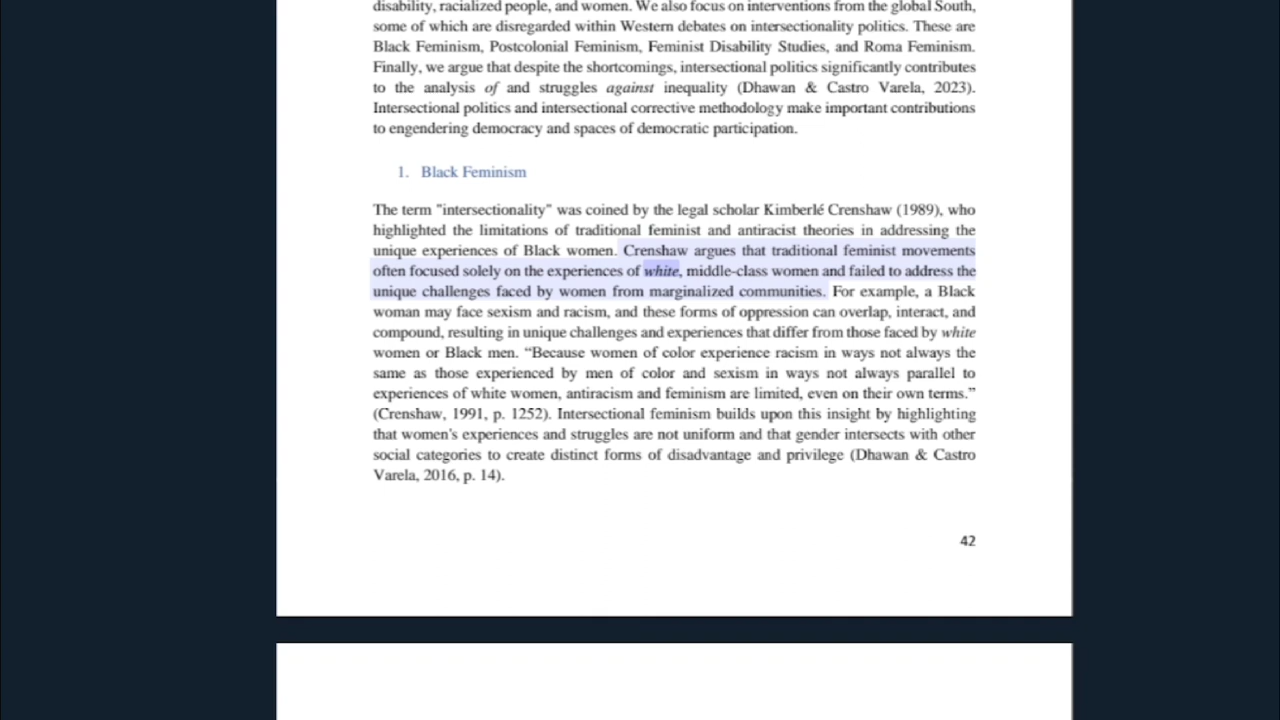 disability, racialized people, and women. We also focus on interventions from the global South,
some of which are disregarded within Western debates on intersectionality politics. These are
Black Feminism, Postcolonial Feminism, Feminist Disability Studies, and Roma Feminism.
Finally, we argue that despite the shortcomings, intersectional politics significantly contributes
to the analysis of and struggles against inequality (Dhawan & Castro Varela, 2023).
Intersectional politics and intersectional corrective methodology make important contributions
to engendering democracy and spaces of democratic participation.
1. Black Feminism
The term "intersectionality" was coined by the legal scholar Kimberlé Crenshaw (1989), who
highlighted the limitations of traditional feminist and antiracist theories in addressing the
unique experiences of Black women. Crenshaw argues that traditional feminist movements
often focused solely on the experiences of white, middle-class women and failed to address the
unique challenges faced by women from marginalized communities. For example, a Black
woman may face sexism and racism, and these forms of oppression can overlap, interact, and
compound, resulting in unique challenges and experiences that differ from those faced by white
women or Black men. “Because women of color experience racism in ways not always the
same as those experienced by men of color and sexism in ways not always parallel to
experiences of white women, antiracism and feminism are limited, even on their own terms.”
(Crenshaw, 1991, p. 1252). Intersectional feminism builds upon this insight by highlighting
that women's experiences and struggles are not uniform and that gender intersects with other
social categories to create distinct forms of disadvantage and privilege (Dhawan & Castro
Varela, 2016, p. 14).
42